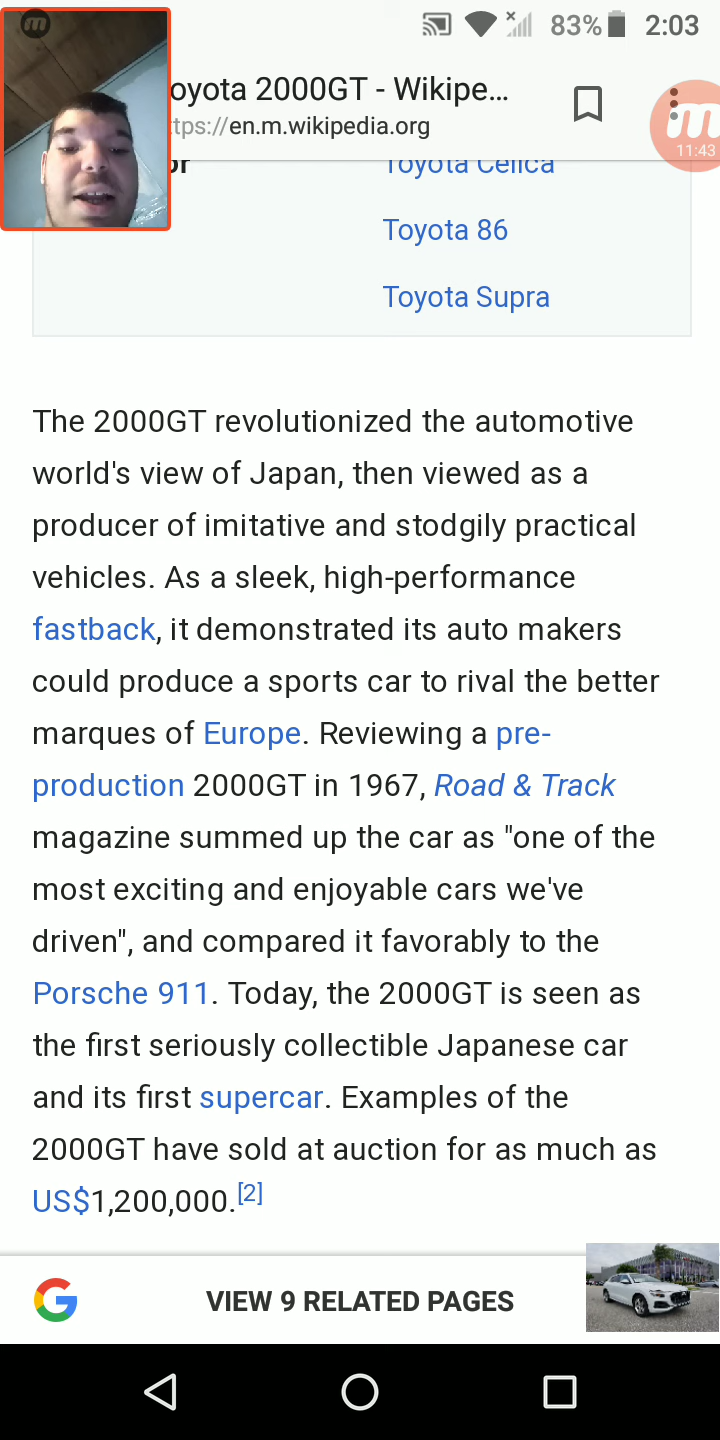 83% 2:03
oyota 2000GT - Wikipe...
tps://en.m.wikipedia.org
m
11:43
or
Toyota Celica
Toyota 86
Toyota Supra
The 2000GT revolutionized the automotive
world's view of Japan, then viewed as a
producer of imitative and stodgily practical
vehicles. As a sleek, high-performance
fastback, it demonstrated its auto makers
could produce a sports car to rival the better
marques of Europe. Reviewing a pre-
production 2000GT in 1967, Road & Track
magazine summed up the car as "one of the
most exciting and enjoyable cars we've
driven", and compared it favorably to the
Porsche 911. Today, the 2000GT is seen as
the first seriously collectible Japanese car
and its first supercar. Examples of the
2000GT have sold at auction for as much as
US$1,200,000.[2]
G VIEW 9 RELATED PAGES